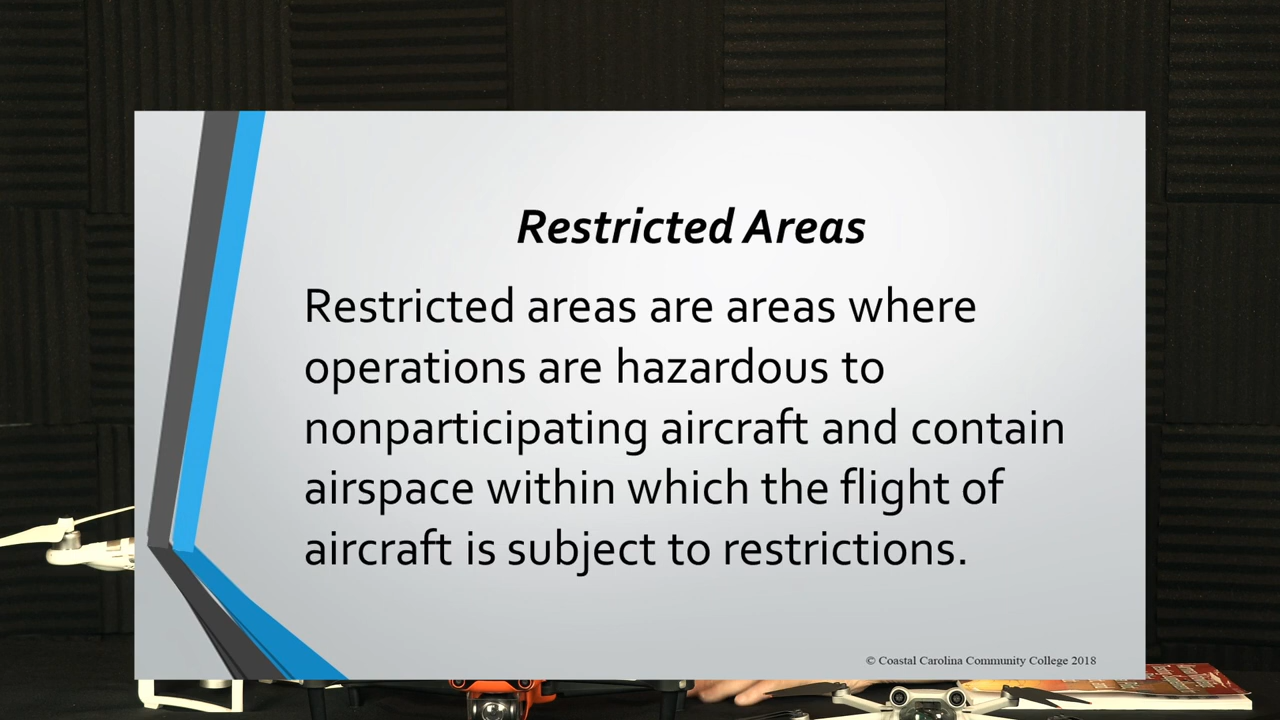 Restricted Areas
Restricted areas are areas where
operations are hazardous to
nonparticipating aircraft and contain
airspace within which the flight of
aircraft is subject to restrictions.
© Coastal Carolina Community College 2018